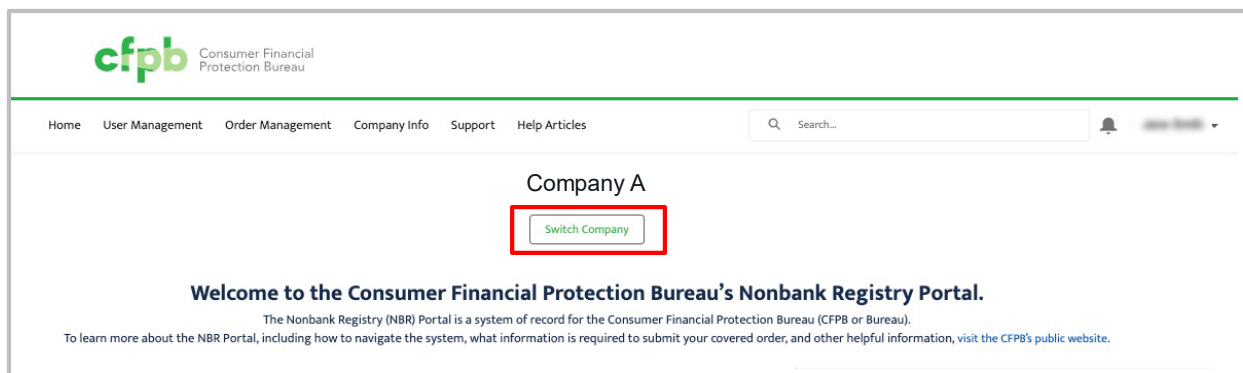 cfpb Consumer Financial
Protection Bureau
Home User Management Order Management Company Info Support Help Articles Search...
Company A
Switch Company
Welcome to the Consumer Financial Protection Bureau’s Nonbank Registry Portal.
The Nonbank Registry (NBR) Portal is a system of record for the Consumer Financial Protection Bureau (CFPB or Bureau).
To learn more about the NBR Portal, including how to navigate the system, what information is required to submit your covered order, and other helpful information, visit the CFPB's public website.